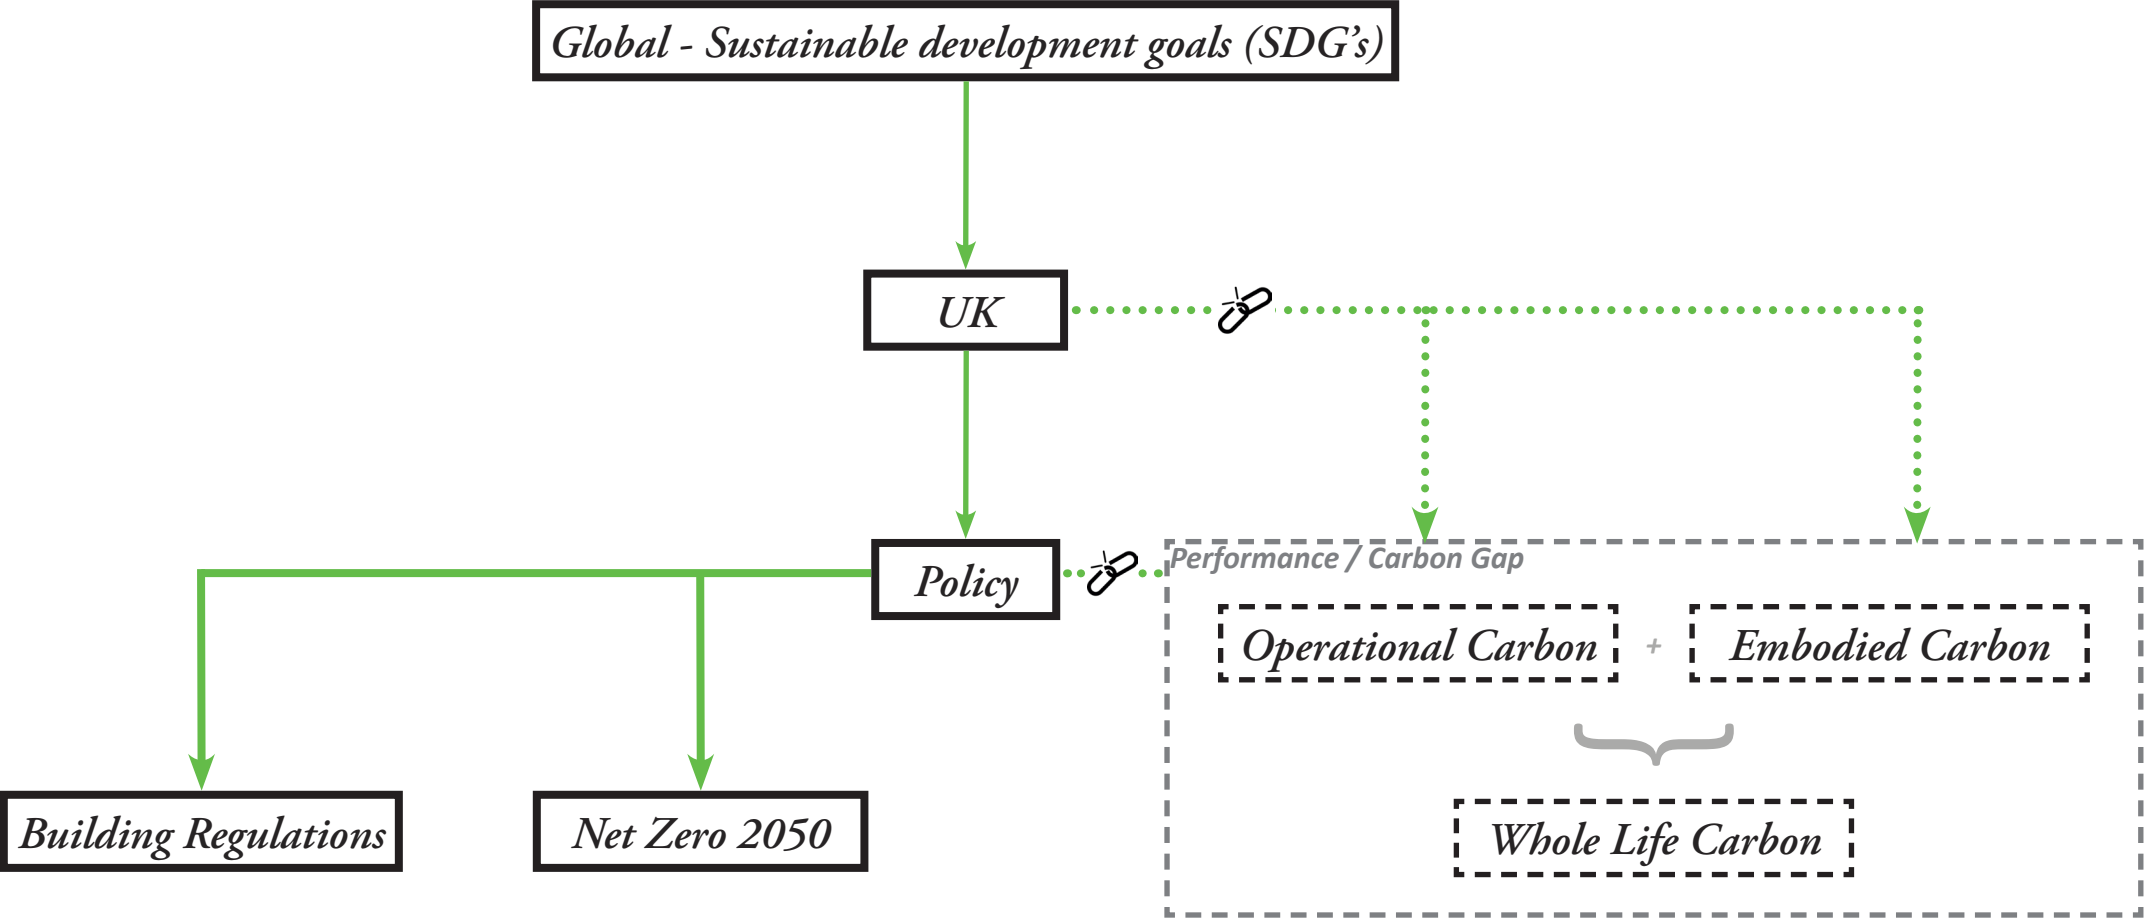 Global - Sustainable development goals (SDG's)
UK
Policy
Performance / Carbon Gap
Operational Carbon + Embodied Carbon
Building Regulations
Net Zero 2050
Whole Life Carbon